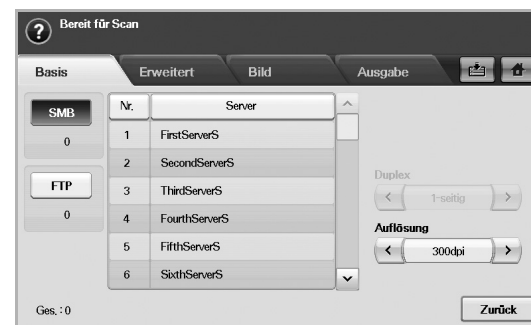 ? Bereit für Scan
Basis Erweitert Bild Ausgabe
SMB
0
FTP
0
Nr. Server
1 FirstServerS
2 SecondServerS
3 ThirdServerS
4 FourthServerS
5 FifthServerS
6 SixthServerS
Duplex
< 1-seitig >
Auflösung
< 300dpi >
Ges. : 0
Zurück